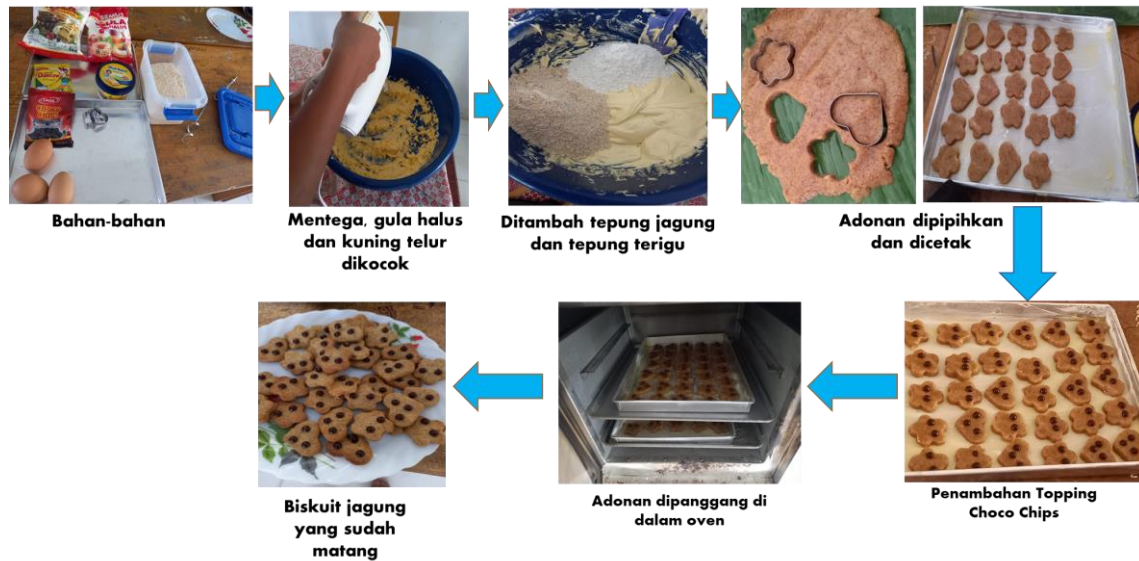 Bahan-bahan
Mentega, gula halus
dan kuning telur
dikocok
Ditambah tepung jagung
dan tepung terigu
Adonan dipipihkan
dan dicetak
Penambahan Topping
Choco Chips
Adonan dipanggang di
dalam oven
Biskuit jagung
yang sudah
matang